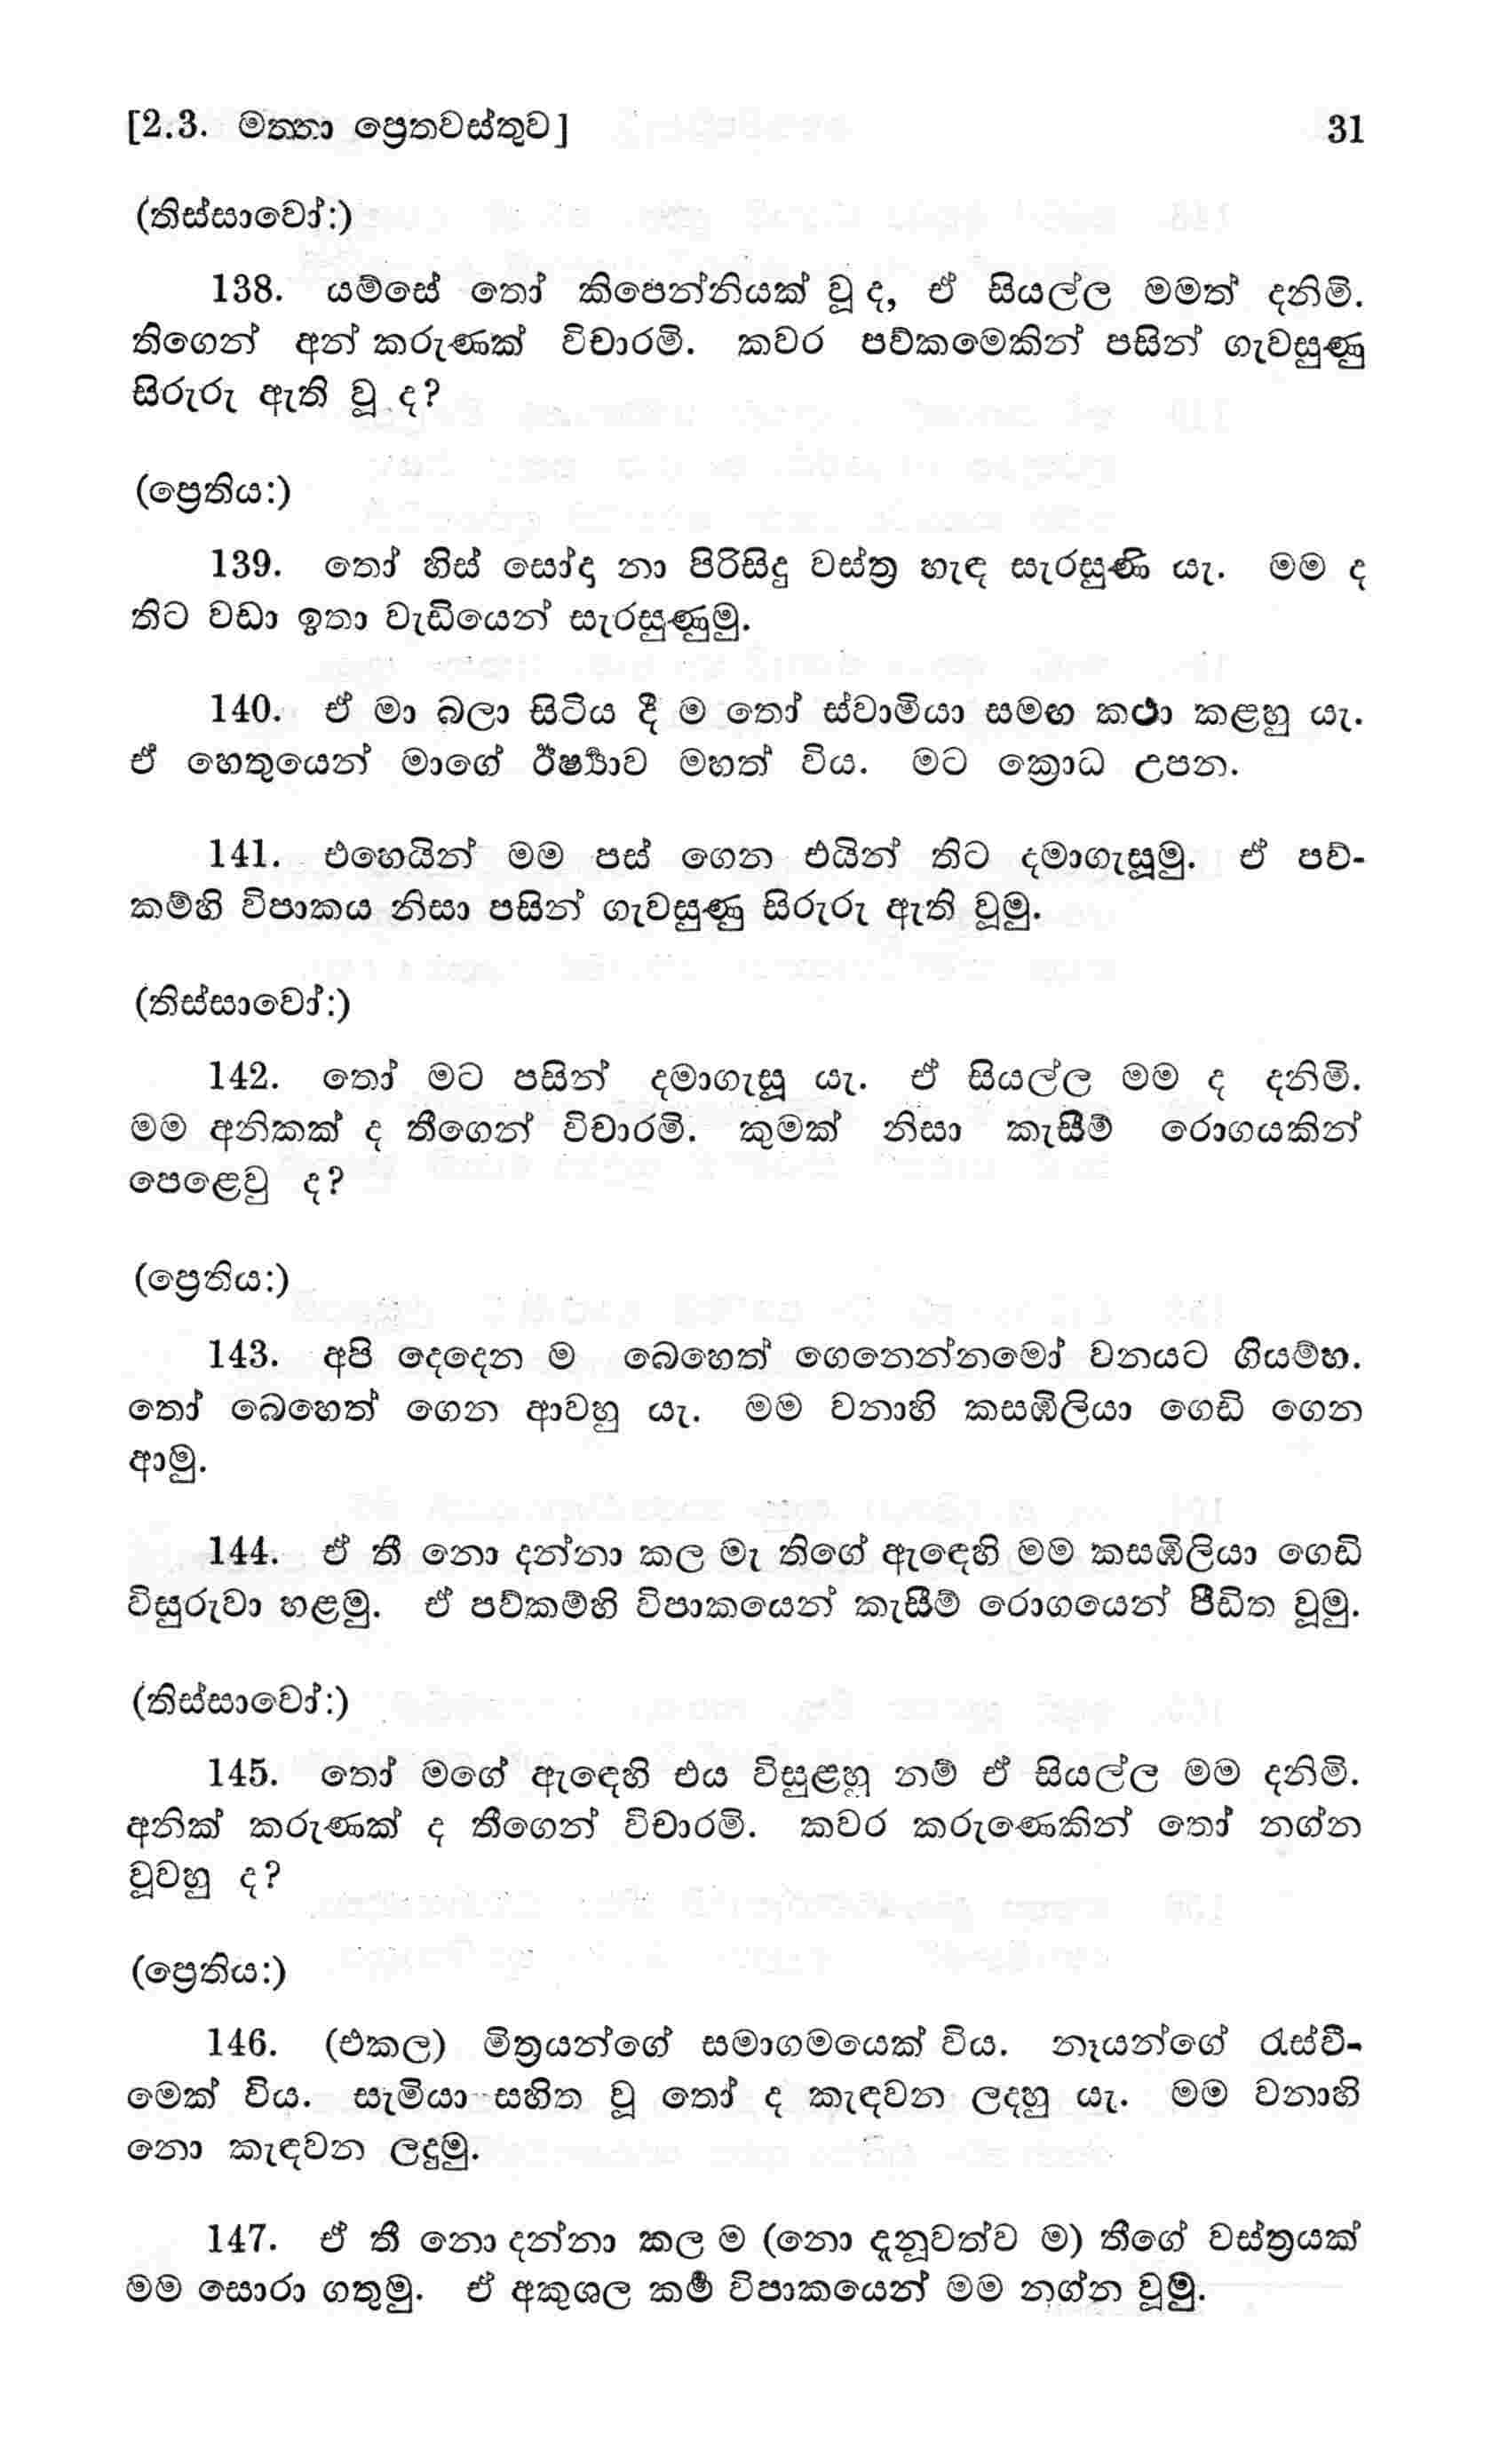 [2.3. මත්තා ප්‍රෙතවස්තුව] 31
(තිස්සාවෝ:)
138. යම්සේ තෝ කිපෙන්නියක් වූ ද, ඒ සියල්ල මමත් දනිමි.
තිගෙන් අන් කරුණක් විචාරමි. කවර පව්කමෙකින් පසින් ගැවසුණු
සිරුරු ඇති වූ ද?
(ප්‍රෙතිය:)
139. තෝ හිස් සෝදා නා පිරිසිදු වස්ත්‍ර හැඳ සැරසුණි යැ. මම ද
තිට වඩා ඉතා වැඩියෙන් සැරසුණුමු.
140. ඒ මා බලා සිටිය දී ම තෝ ස්වාමියා සමඟ කථා කළහු යැ.
ඒ හෙතුයෙන් මාගේ ඊර්ෂ්‍යාව මහත් විය. මට ක්‍රොධ උපන.
141. එහෙයින් මම පස් ගෙන එයින් තිට දමාගැසූමු. ඒ පව්-
කම්හි විපාකය නිසා පසින් ගැවසුණු සිරුරු ඇති වූමු.
(තිස්සාවෝ:)
142. තෝ මට පසින් දමාගැසූ යැ. ඒ සියල්ල මම ද දනිමි.
මම අනිකක් ද තීගෙන් විචාරමි. කුමක් නිසා කැසීම් රොගයකින්
පෙළෙවු ද?
(ප්‍රෙතිය:)
143. අපි දෙදෙන ම බෙහෙත් ගෙනෙන්නමෝ වනයට ගියම්හ.
තෝ බෙහෙත් ගෙන ආවහු යැ. මම වනාහි කසඹිලියා ගෙඩි ගෙන
ආමු.
144. ඒ තී නො දන්නා කල මැ තිගේ ඇඳෙහි මම කසඹිලියා ගෙඩි
විසුරුවා හළමු. ඒ පව්කම්හි විපාකයෙන් කැසීම් රොගයෙන් පීඩිත වූමු.
(තිස්සාවෝ:)
145. තෝ මගේ ඇඳෙහි එය විසුළහු නම් ඒ සියල්ල මම දනිමි.
අනික් කරුණක් ද තීගෙන් විචාරමි. කවර කරුණෙකින් තෝ නග්න
වූවහු ද?
(ප්‍රෙතිය:)
146. (එකල) මිත්‍රයන්ගේ සමාගමයෙක් විය. නෑයන්ගේ රැස්වී-
මෙක් විය. සැමියා සහිත වූ තෝ ද කැඳවන ලදහු යැ. මම වනාහි
නො කැඳවන ලදුමු.
147. ඒ තී නො දන්නා කල ම (නො දැනුවත්ව ම) තීගේ වස්ත්‍රයක්
මම සොරා ගතුමු. ඒ අකුශල කර්ම විපාකයෙන් මම නග්න වූමු.